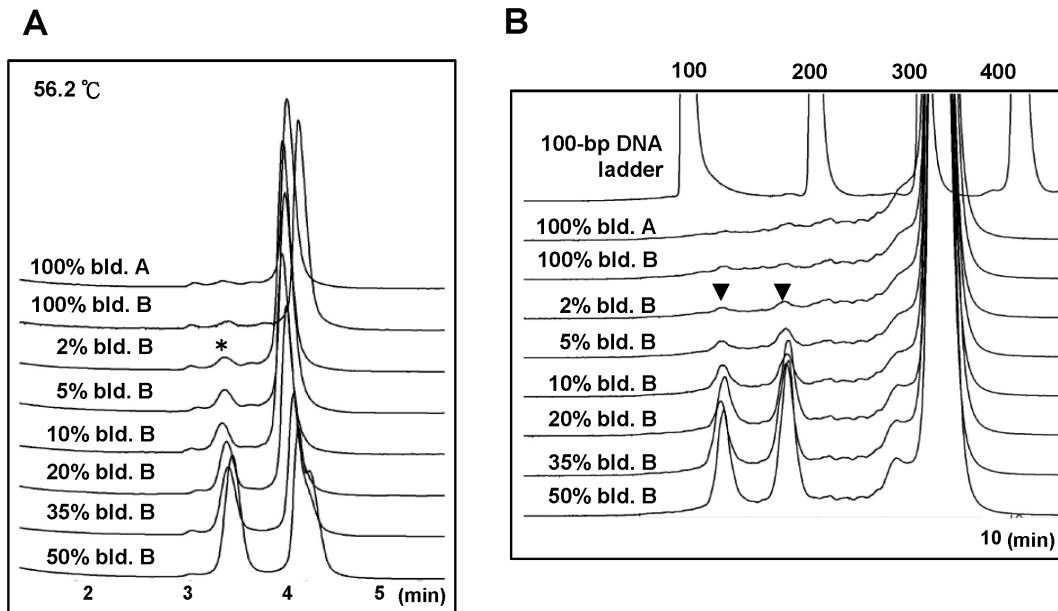 A
56.2 ℃
100% bld. A
100% bld. B
2% bld. B
*
5% bld. B
10% bld. B
20% bld. B
35% bld. B
50% bld. B
2 3 4 5 (min)
B
100 200 300 400
100-bp DNA
ladder
100% bld. A
100% bld. B
2% bld. B
5% bld. B
10% bld. B
20% bld. B
35% bld. B
50% bld. B
10 (min)